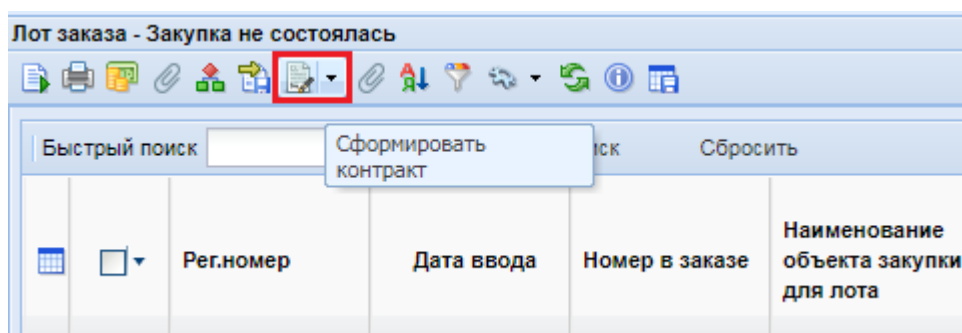 Лот заказа - Закупка не состоялась
Быстрый поиск
Сбросить
Сформировать
контракт
Рег.номер
Дата ввода
Номер в заказе
Наименование
объекта закупки
для лота